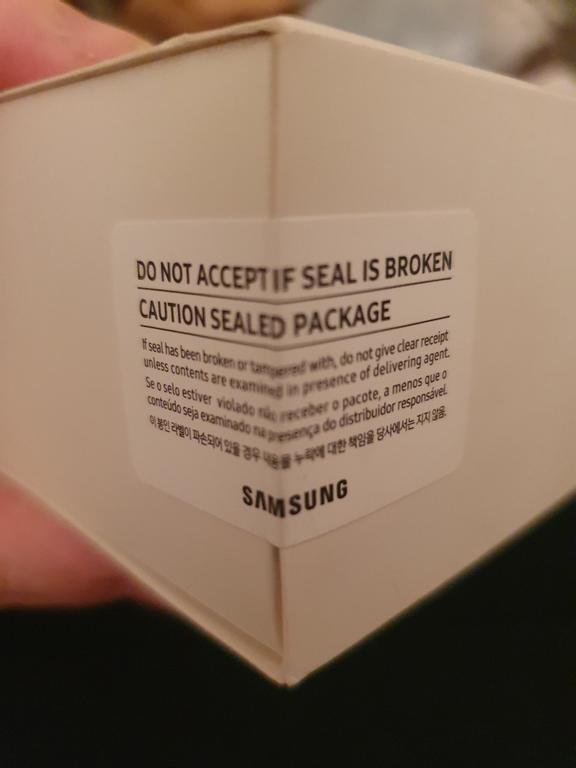 DO NOT ACCEPT IF SEAL IS BROKEN
CAUTION SEALED PACKAGE
If seal has been broken or tampered with, do not give clear receipt
unless contents are examined in presence of delivering agent.
Se o selo estiver violado não receber o pacote, a menos que o
conteúdo seja examinado na presença do distribuidor responsável.
이 봉인 라벨이 파손되어 있을 경우 내용물 누락에 대한 책임을 당사에서는 지지 않음.
SAMSUNG